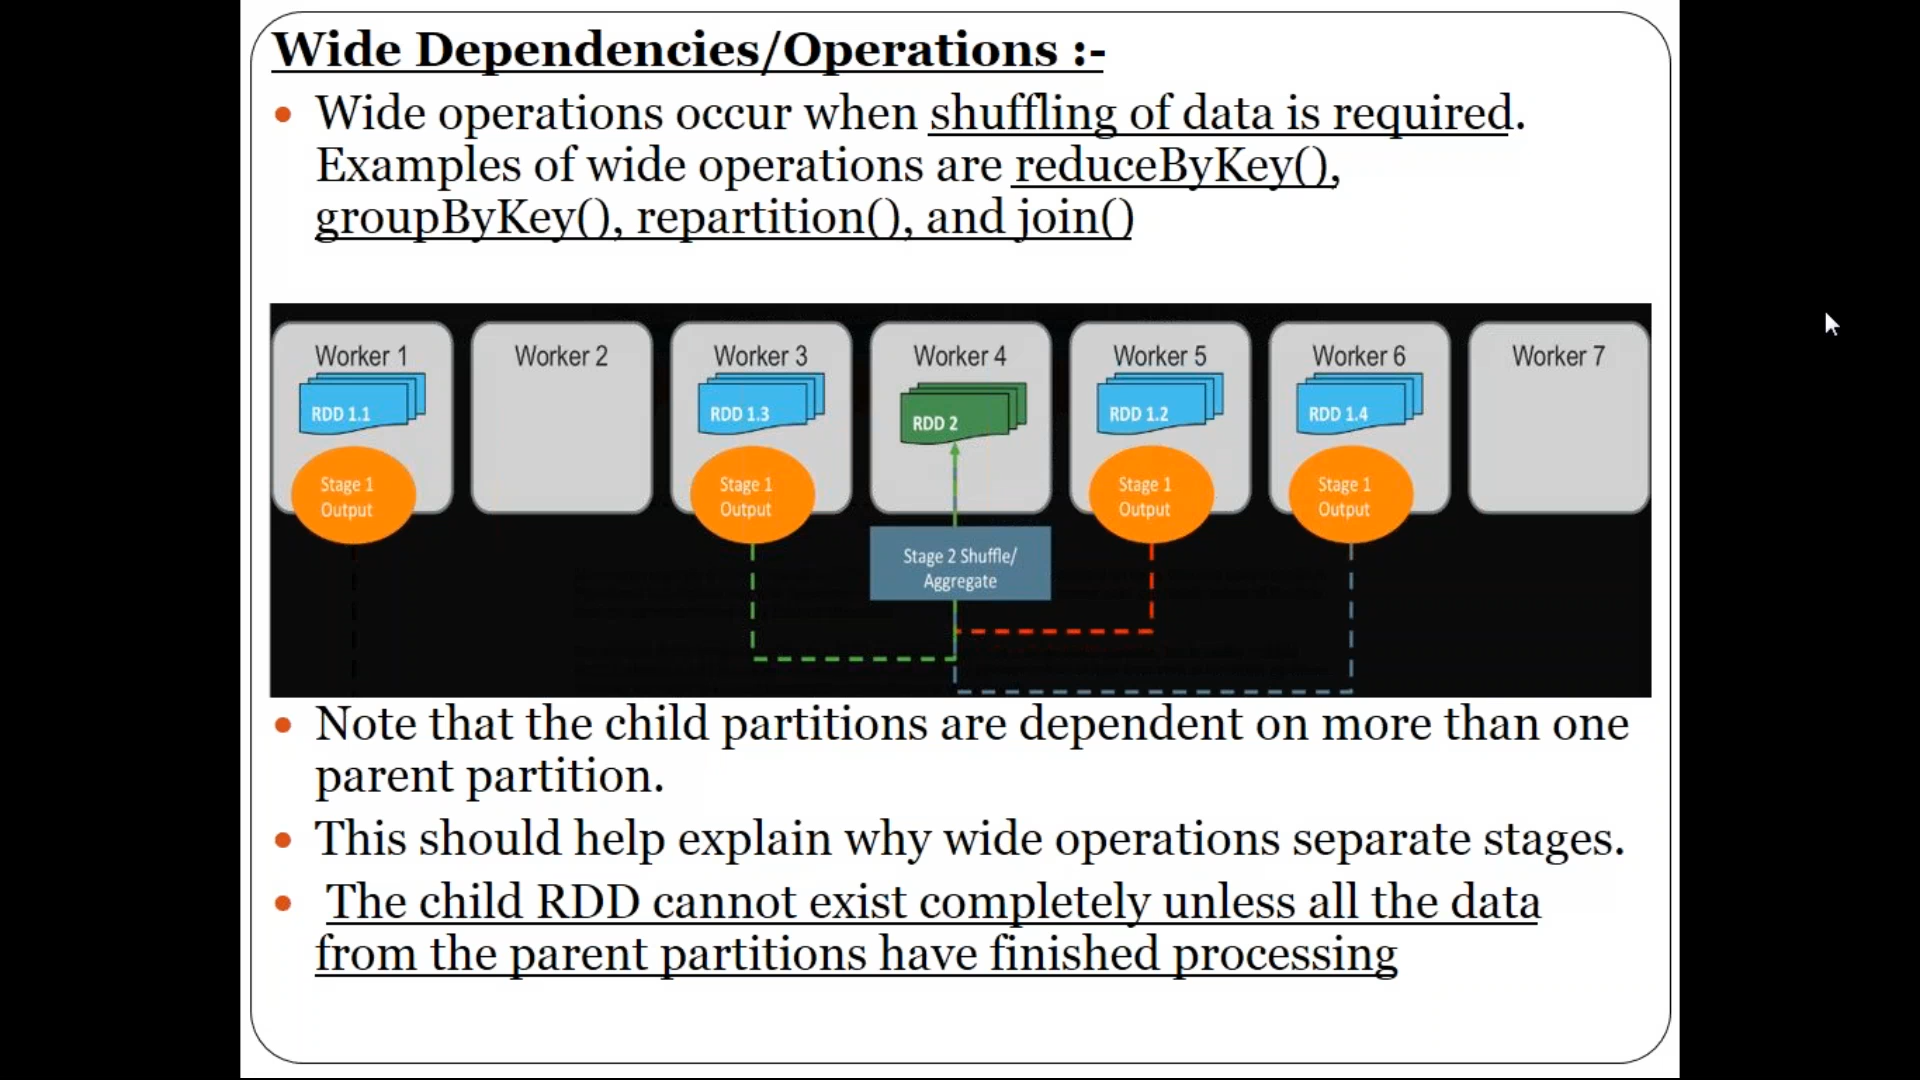 Wide Dependencies/Operations :-
Wide operations occur when shuffling of data is required.
Examples of wide operations are reduceByKey(),
groupByKey(), repartition(), and join()
Worker 1
Worker 2
Worker 3
Worker 4
Worker 5
Worker 6
Worker 7
RDD 1.1
RDD 1.3
RDD 2
RDD 1.2
RDD 1.4
Stage 1
Output
Stage 1
Output
Stage 1
Output
Stage 1
Output
Stage 2 Shuffle/
Aggregate
Note that the child partitions are dependent on more than one
parent partition.
This should help explain why wide operations separate stages.
The child RDD cannot exist completely unless all the data
from the parent partitions have finished processing